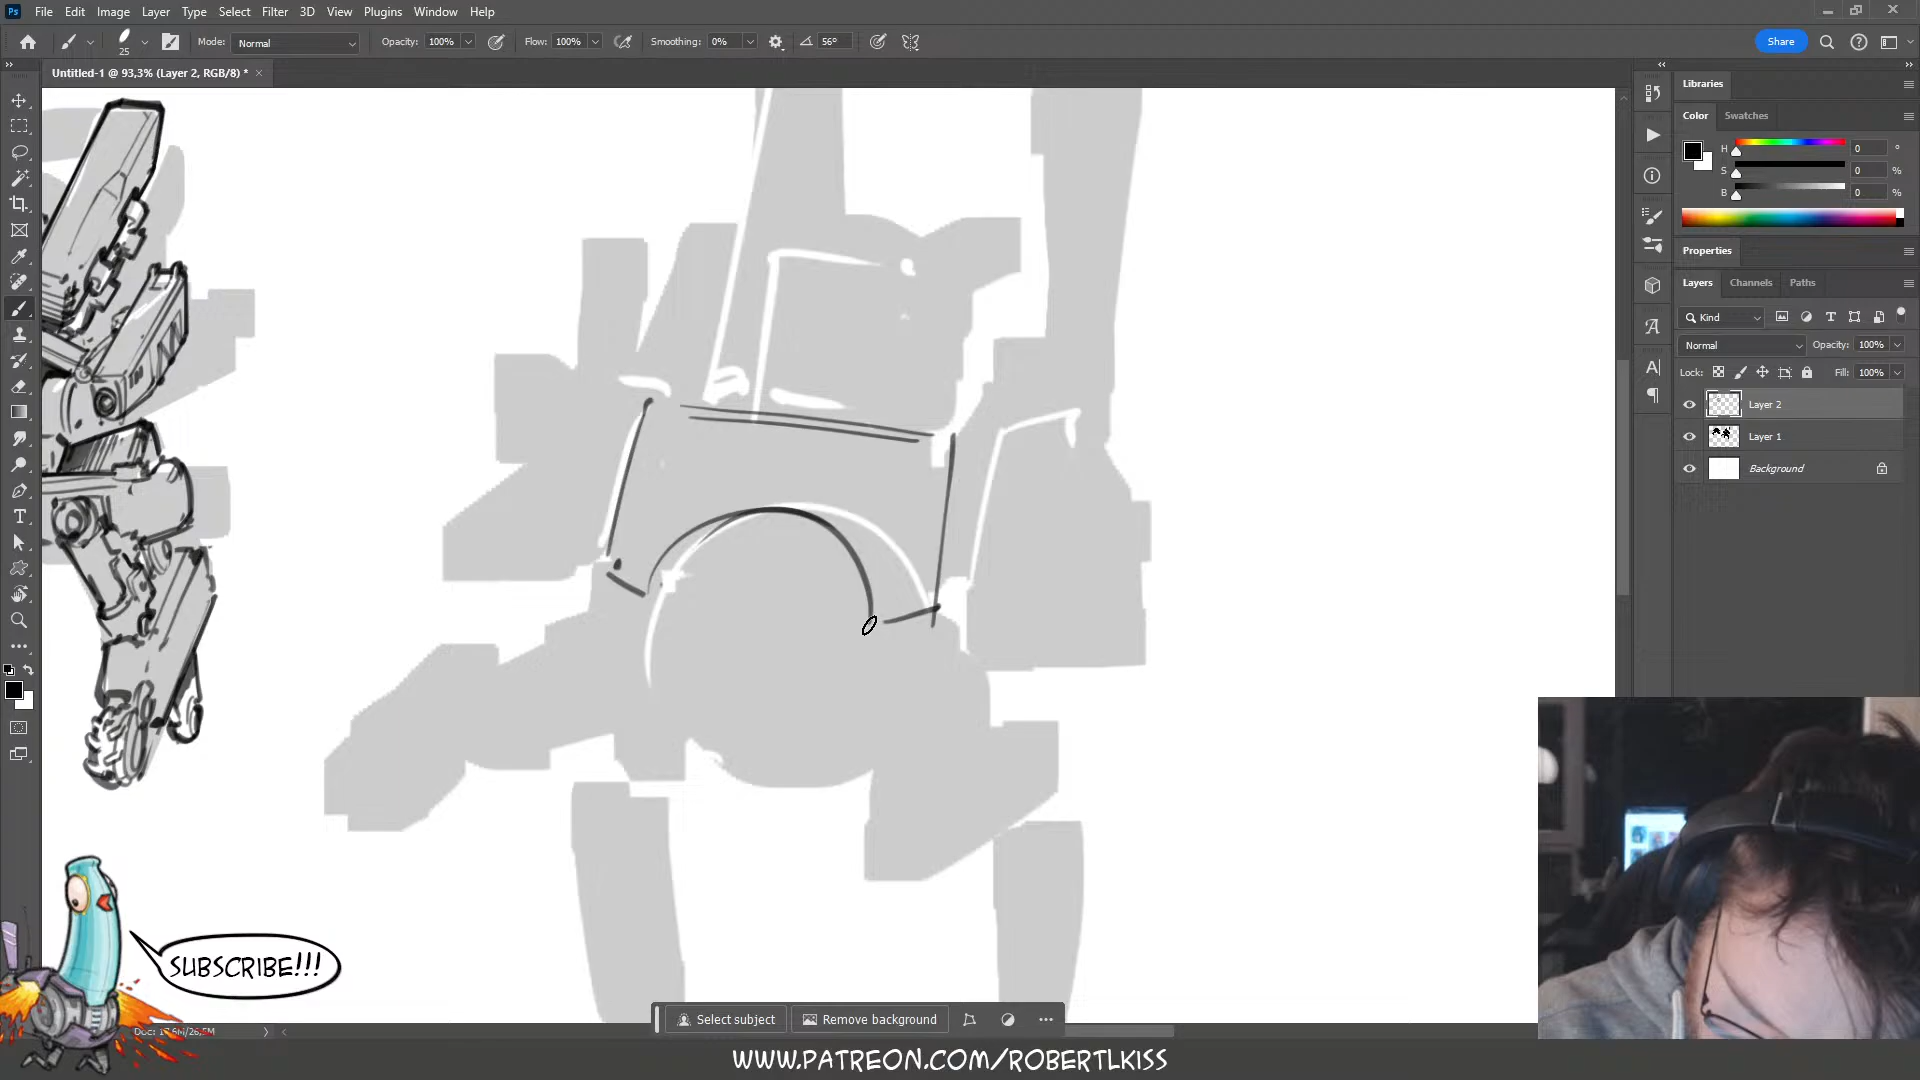 Ps File Edit Image Layer Type Select Filter 3D View Plugins Window Help
25 Mode: Normal Opacity: 100% Flow: 100% Smoothing: 0% 56° Share
Untitled-1 @ 93,3% (Layer 2, RGB/8) * ×
Libraries
Color Swatches
H 0 °
S 0 %
B 0 %
Properties
Layers Channels Paths
Kind
Normal Opacity: 100%
Lock: Fill: 100%
Layer 2
Layer 1
Background
SUBSCRIBE!!!
Select subject Remove background
WWW.PATREON.COM/ROBERTLKISS